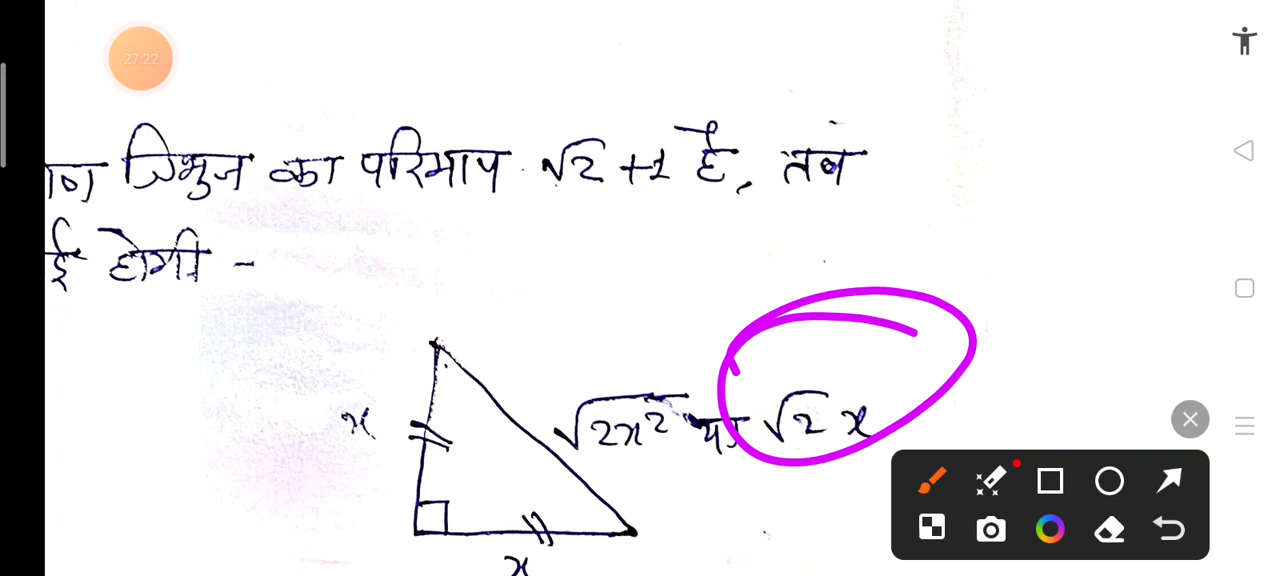 27:22
त्रिभुज का परिमाप √2 +1 है, तब
ई होगी -
x
√2x² या √2 x
x